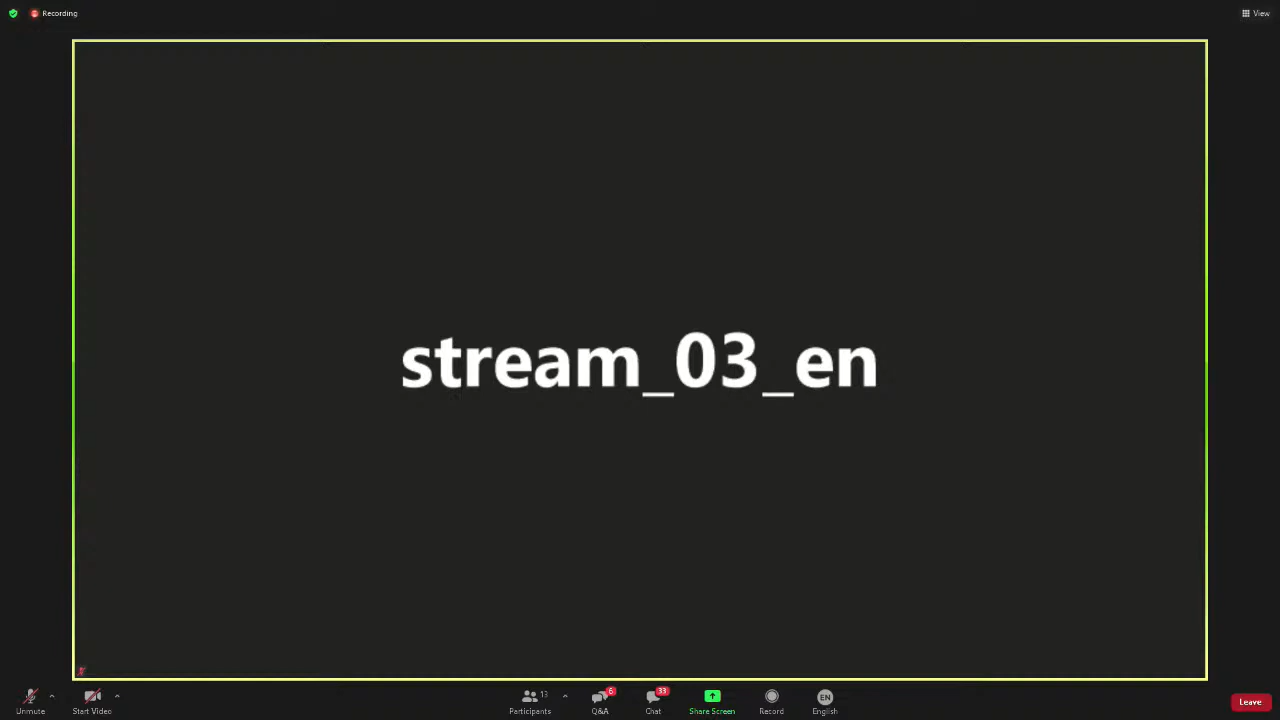 Recording
View
stream_03_en
Unmute
Start Video
13
Participants
6
Q&A
33
Chat
Share Screen
Record
EN
English
Leave